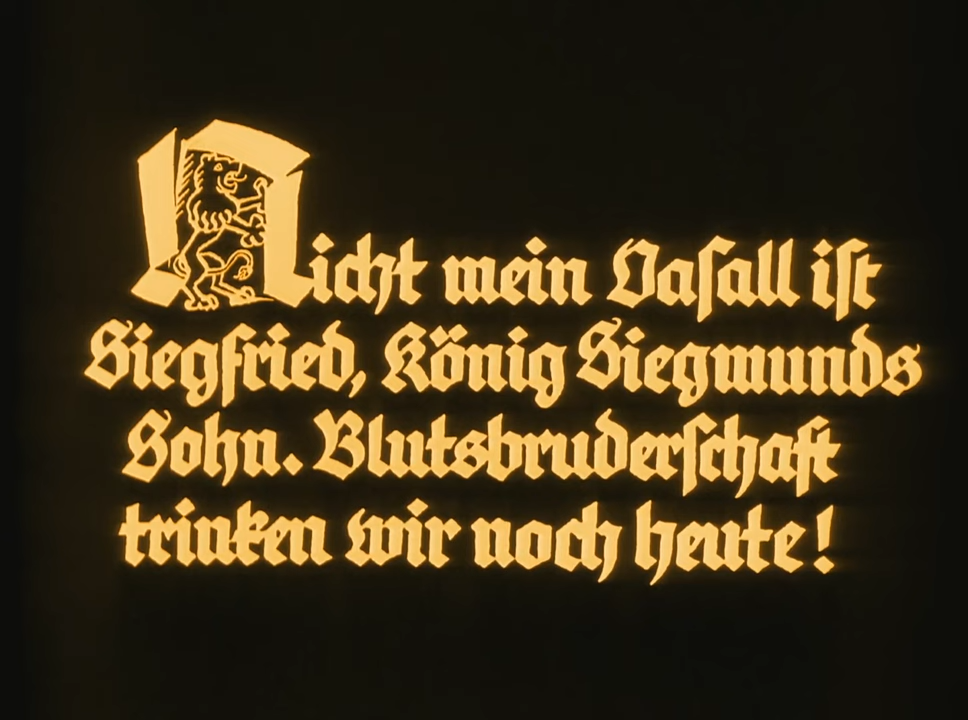 Nicht mein Vasall ist
Siegfried, König Siegmunds
Sohn. Blutsbruderschaft
trinken wir noch heute!